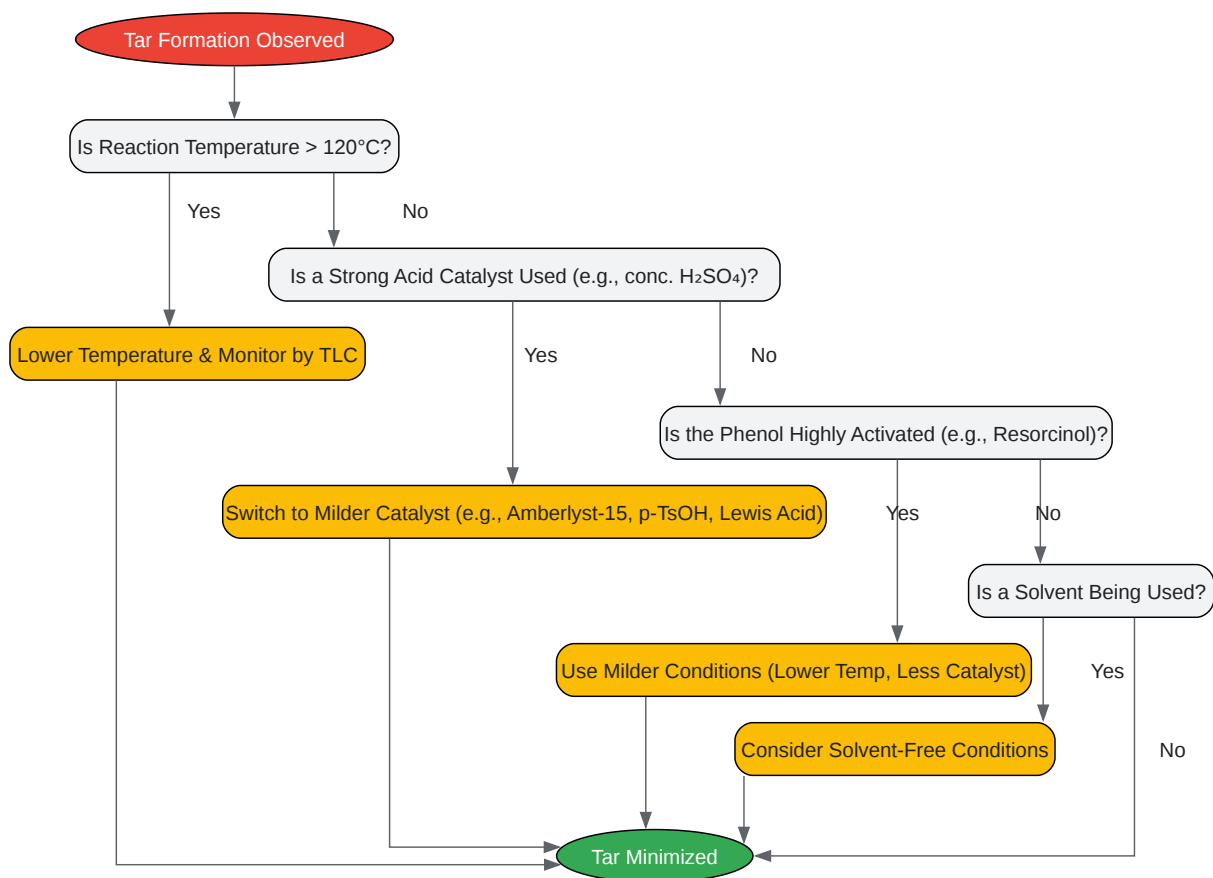 Tar Formation Observed
Is Reaction Temperature > 120°C?
Yes
No
Is a Strong Acid Catalyst Used (e.g., conc. H₂SO₄)?
Lower Temperature & Monitor by TLC
Yes
No
Is the Phenol Highly Activated (e.g., Resorcinol)?
Switch to Milder Catalyst (e.g., Amberlyst-15, p-TsOH, Lewis Acid)
Yes
No
Is a Solvent Being Used?
Use Milder Conditions (Lower Temp, Less Catalyst)
Yes
Consider Solvent-Free Conditions
No
Tar Minimized